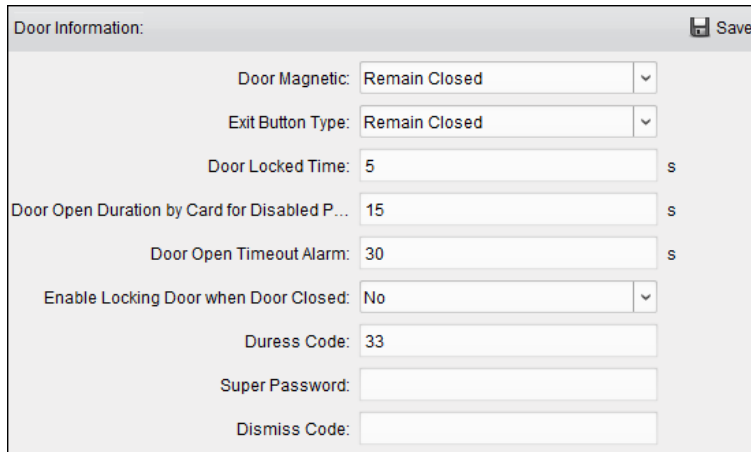 Door Information: Save
Door Magnetic: Remain Closed
Exit Button Type: Remain Closed
Door Locked Time: 5 s
Door Open Duration by Card for Disabled P... 15 s
Door Open Timeout Alarm: 30 s
Enable Locking Door when Door Closed: No
Duress Code: 33
Super Password:
Dismiss Code: